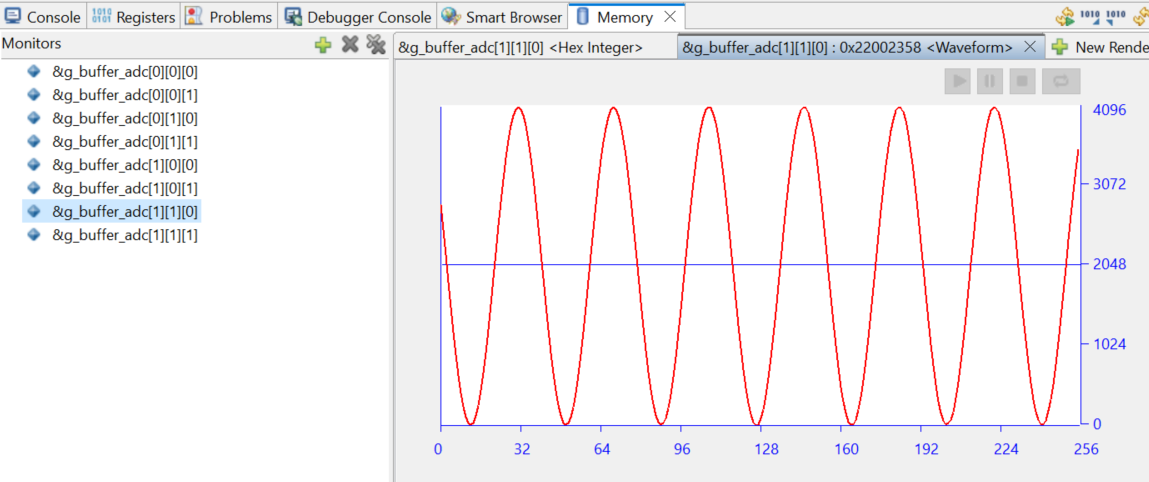 Console Registers Problems Debugger Console Smart Browser Memory
Monitors
&g_buffer_adc[1][1][0] <Hex Integer> &g_buffer_adc[1][1][0] : 0x22002358 <Waveform> New Rende
&g_buffer_adc[0][0][0]
&g_buffer_adc[0][0][1]
&g_buffer_adc[0][1][0]
&g_buffer_adc[0][1][1]
&g_buffer_adc[1][0][0]
&g_buffer_adc[1][0][1]
&g_buffer_adc[1][1][0]
&g_buffer_adc[1][1][1]
4096
3072
2048
1024
0
0 32 64 96 128 160 192 224 256